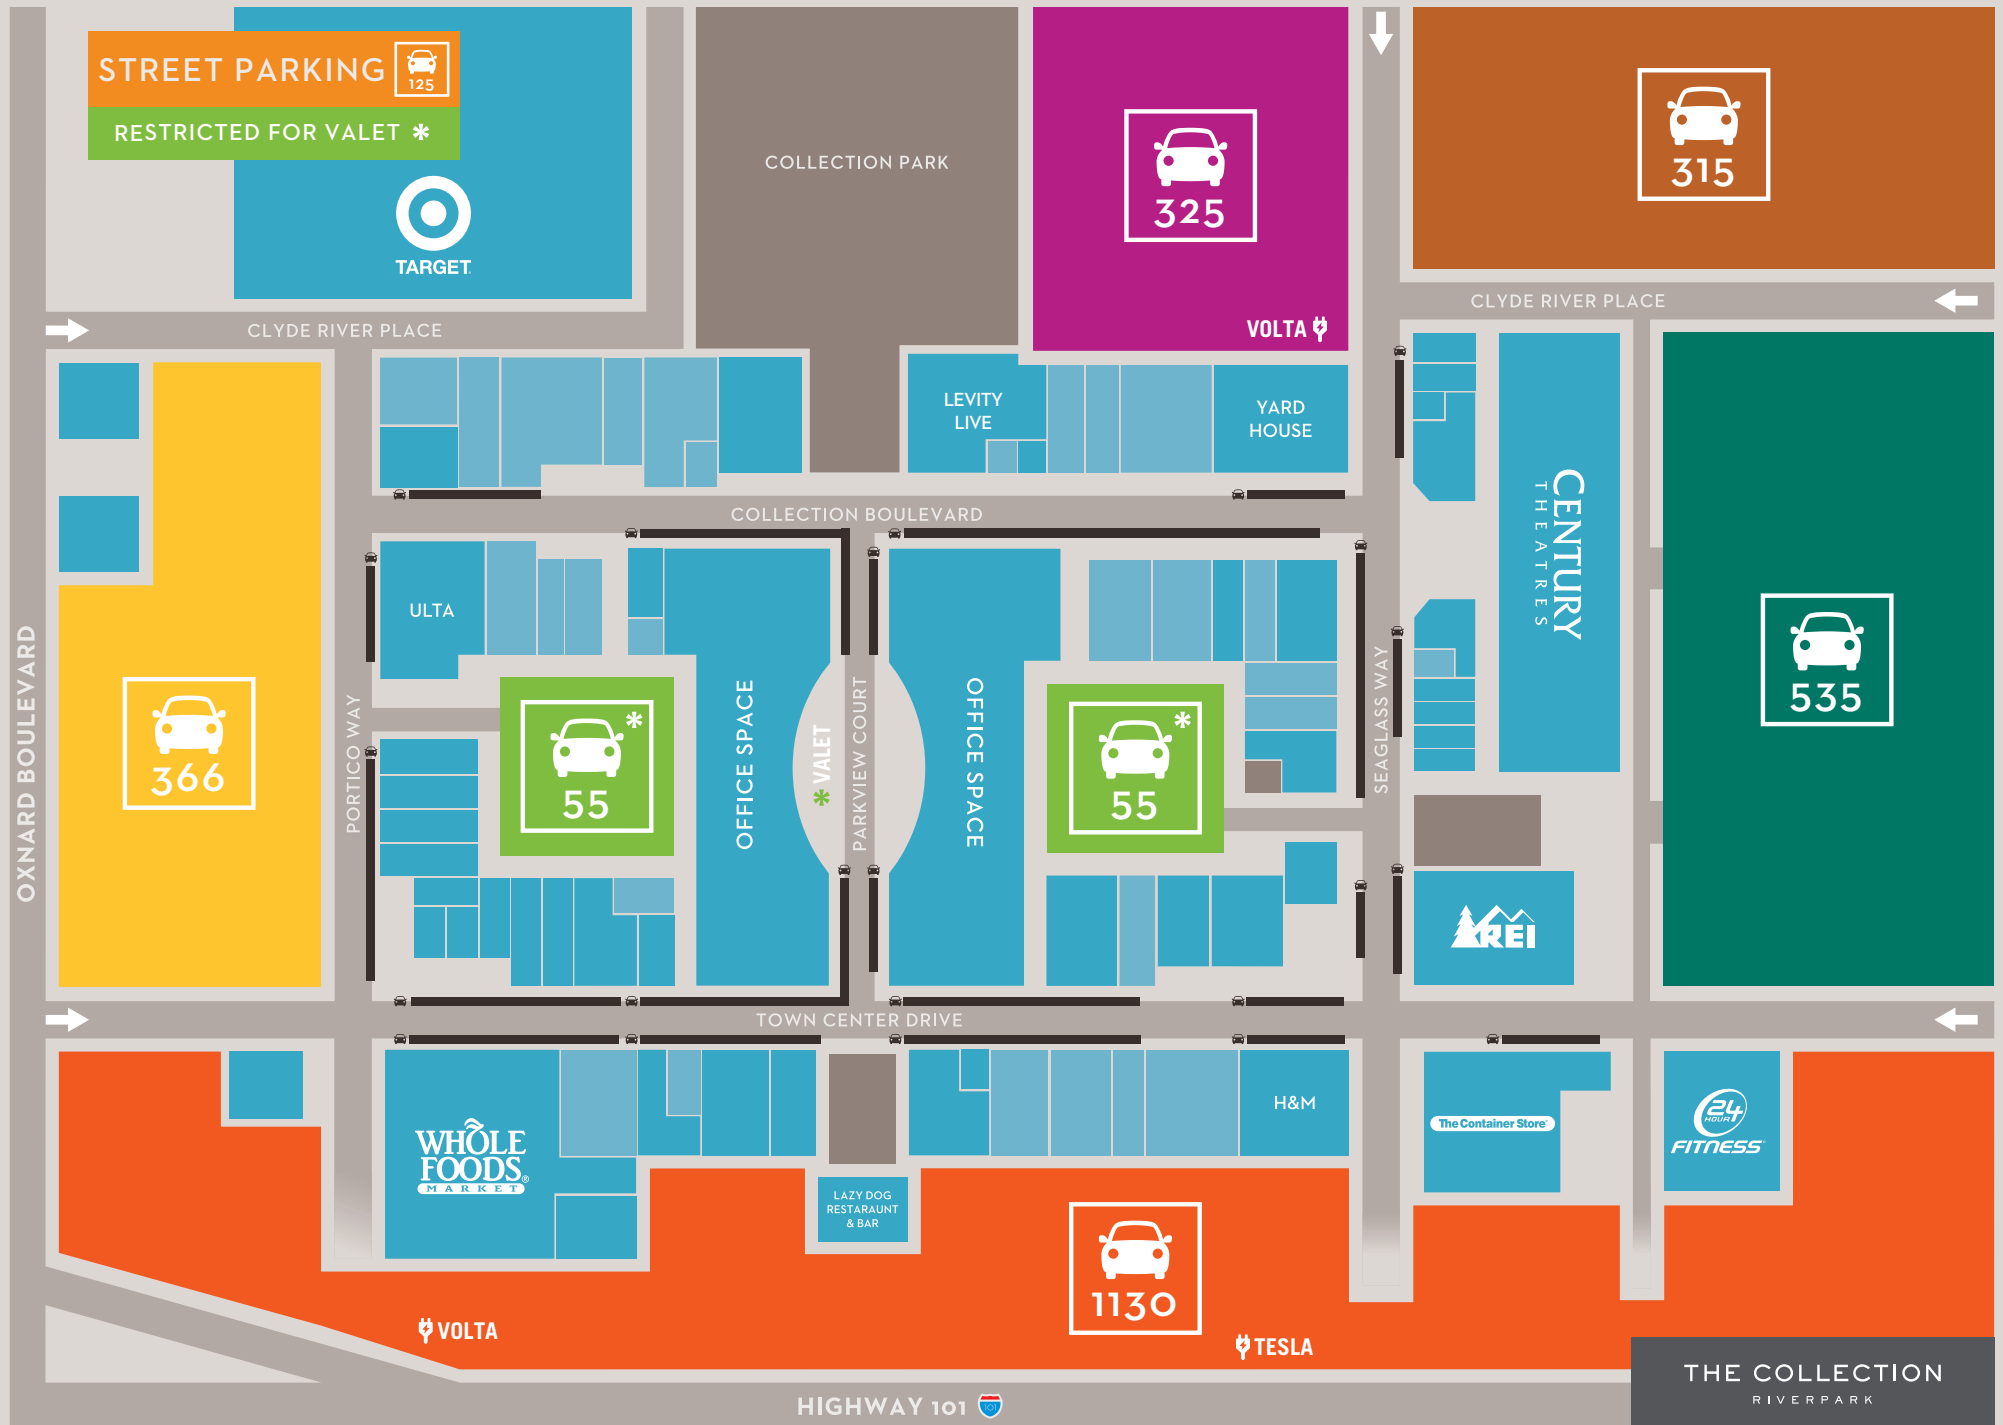 STREET PARKING
125
RESTRICTED FOR VALET *
TARGET
COLLECTION PARK
325
VOLTA
315
CLYDE RIVER PLACE
CLYDE RIVER PLACE
LEVITY
LIVE
YARD
HOUSE
CENTURY
THEATRES
COLLECTION BOULEVARD
ULTA
OXNARD BOULEVARD
366
PORTICO WAY
55*
OFFICE SPACE
* VALET
PARKVIEW COURT
OFFICE SPACE
55*
SEAGLASS WAY
535
REI
TOWN CENTER DRIVE
WHOLE
FOODS®
MARKET
LAZY DOG
RESTARAUNT
& BAR
H&M
The Container Store
24
HOUR
FITNESS
1130
VOLTA
TESLA
HIGHWAY 101
101
THE COLLECTION
RIVERPARK